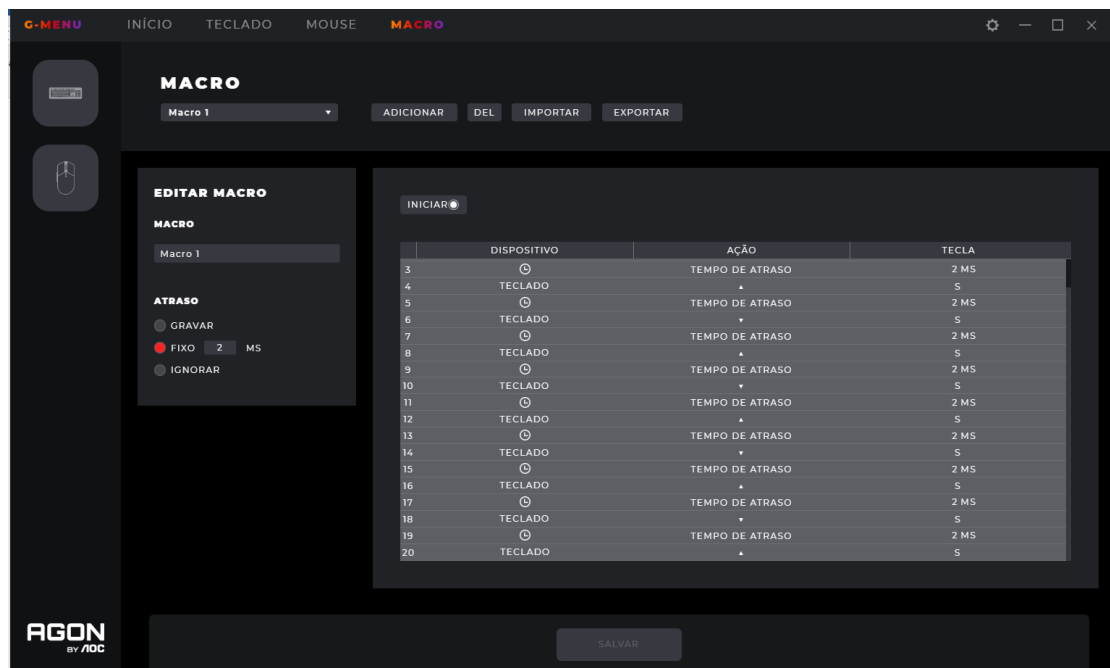 G-MENU INÍCIO TECLADO MOUSE MACRO
MACRO
Macro 1 ADICIONAR DEL IMPORTAR EXPORTAR
EDITAR MACRO
MACRO
Macro 1
ATRASO
GRAVAR
FIXO 2 MS
IGNORAR
INICIAR
DISPOSITIVO AÇÃO TECLA
3 TEMPO DE ATRASO 2 MS
4 TECLADO ▴ S
5 TEMPO DE ATRASO 2 MS
6 TECLADO ▾ S
7 TEMPO DE ATRASO 2 MS
8 TECLADO ▴ S
9 TEMPO DE ATRASO 2 MS
10 TECLADO ▾ S
11 TEMPO DE ATRASO 2 MS
12 TECLADO ▴ S
13 TEMPO DE ATRASO 2 MS
14 TECLADO ▾ S
15 TEMPO DE ATRASO 2 MS
16 TECLADO ▴ S
17 TEMPO DE ATRASO 2 MS
18 TECLADO ▾ S
19 TEMPO DE ATRASO 2 MS
20 TECLADO ▴ S
SALVAR
AGON
BY AOC